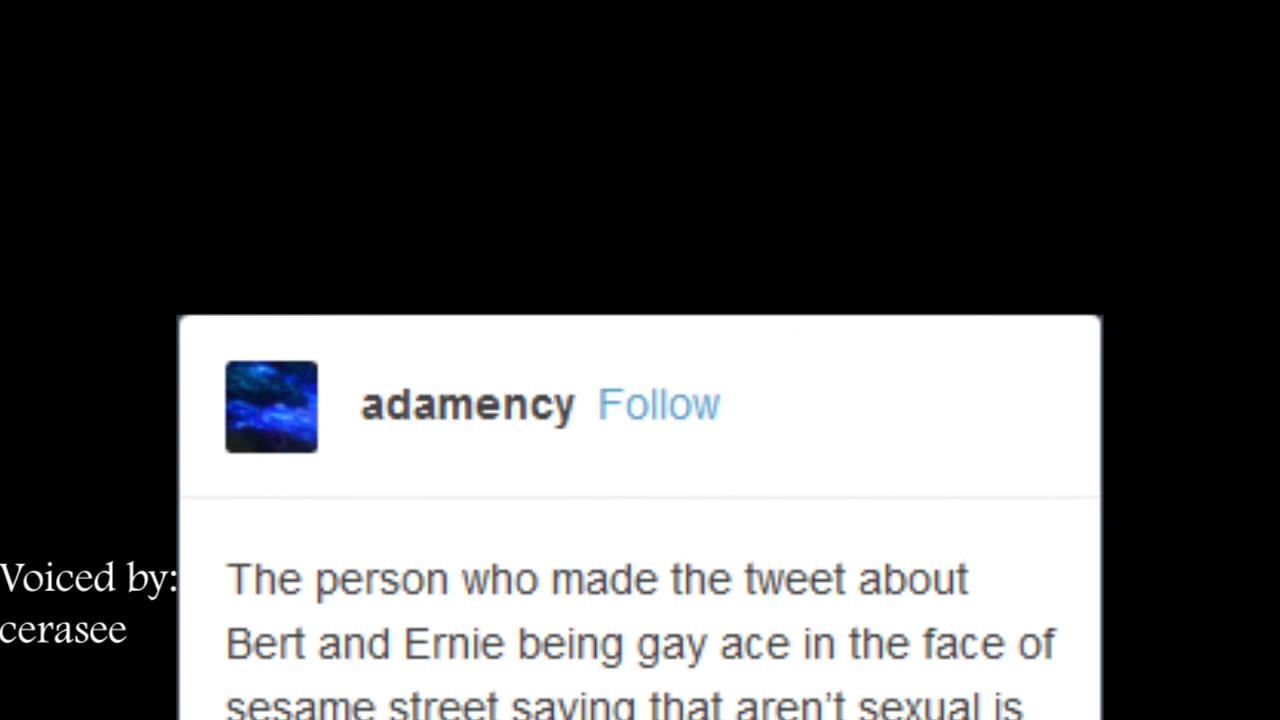 adamency Follow
Voiced by:
cerasee
The person who made the tweet about
Bert and Ernie being gay ace in the face of
sesame street saying that aren't sexual is